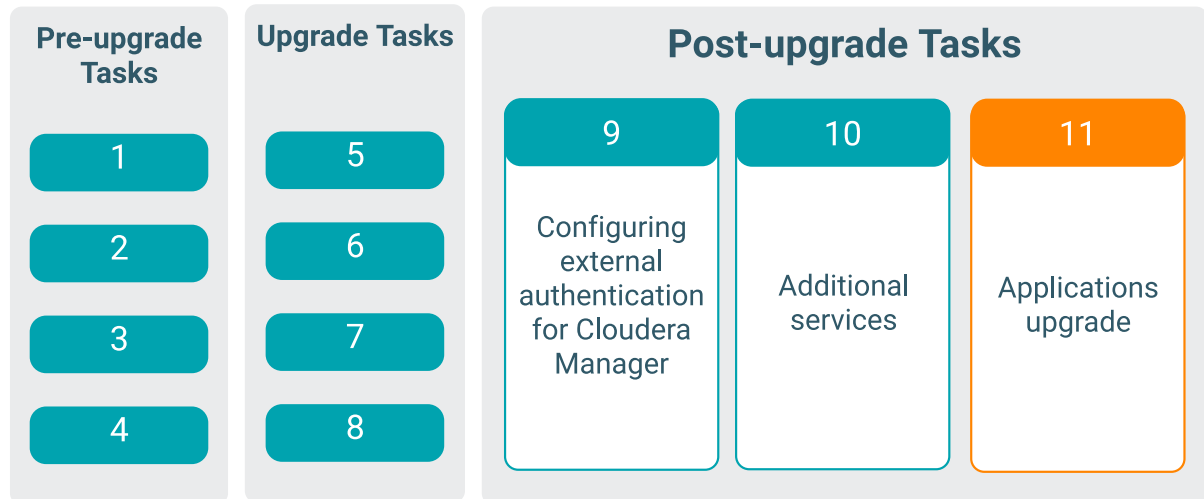 Pre-upgrade
Tasks
1
2
3
4
Upgrade Tasks
5
6
7
8
Post-upgrade Tasks
9
Configuring
external
authentication
for Cloudera
Manager
10
Additional
services
11
Applications
upgrade